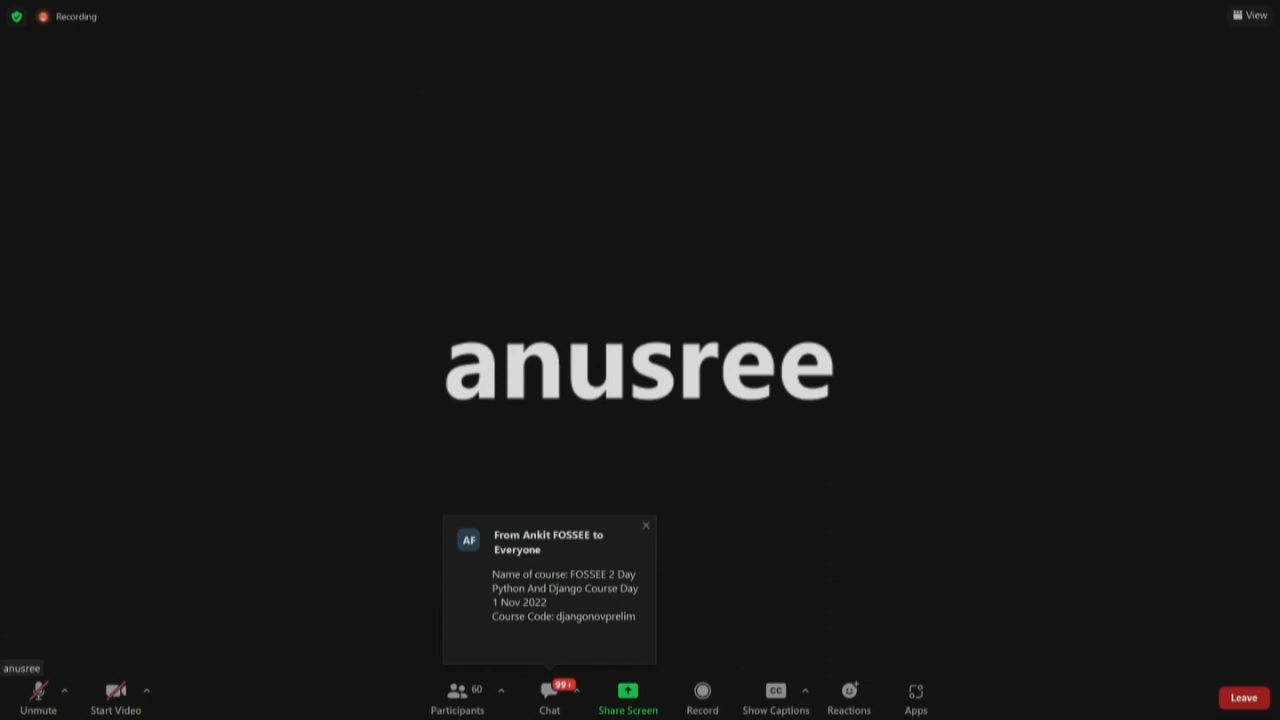 Recording
View
anusree
AF
From Ankit FOSSEE to
Everyone
Name of course: FOSSEE 2 Day
Python And Django Course Day
1 Nov 2022
Course Code: djangonovprelim
anusree
60
99+
CC
Unmute
Start Video
Participants
Chat
Share Screen
Record
Show Captions
Reactions
Apps
Leave